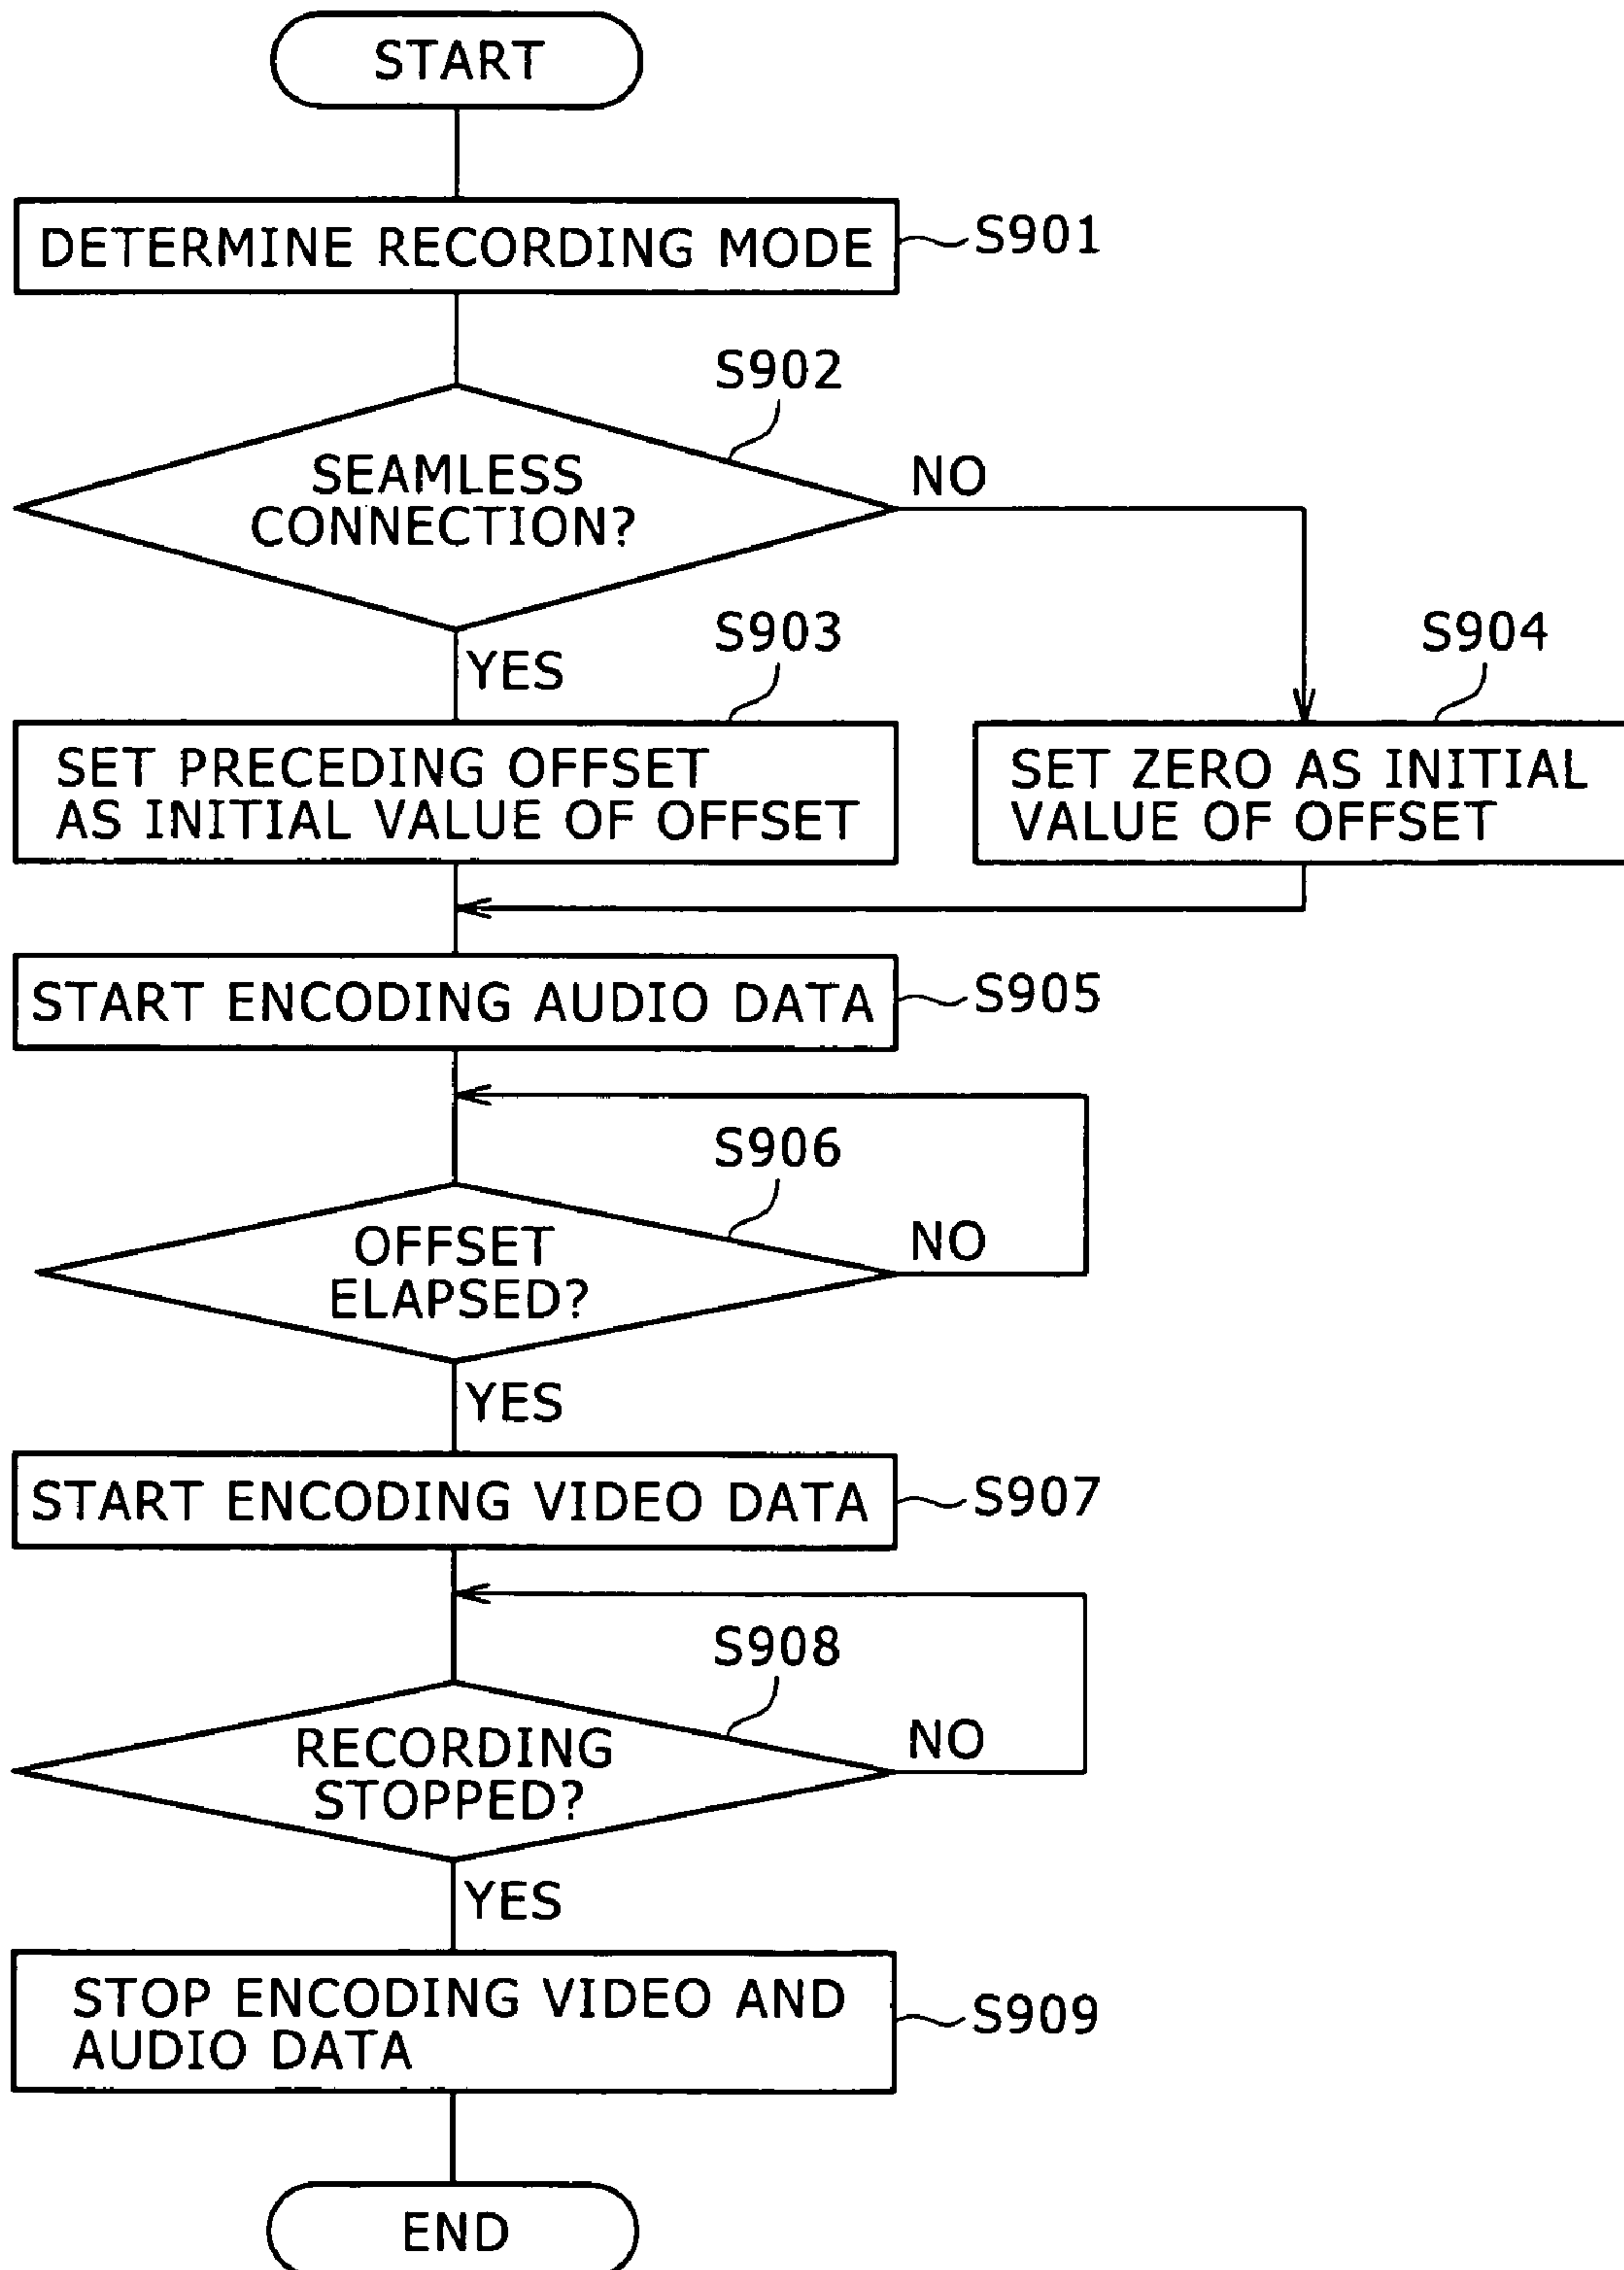 START
DETERMINE RECORDING MODE
S901
S902
SEAMLESS
CONNECTION?
NO
YES
S903
SET PRECEDING OFFSET
AS INITIAL VALUE OF OFFSET
S904
SET ZERO AS INITIAL
VALUE OF OFFSET
START ENCODING AUDIO DATA
S905
S906
OFFSET
ELAPSED?
NO
YES
START ENCODING VIDEO DATA
S907
S908
RECORDING
STOPPED?
NO
YES
STOP ENCODING VIDEO AND
AUDIO DATA
S909
END